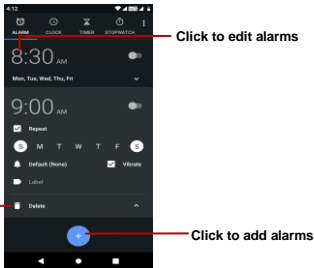 4:12
ALARM CLOCK TIMER STOPWATCH
8:30 AM
Click to edit alarms
Mon, Tue, Wed, Thu, Fri
9:00 AM
Repeat
S M T W T F S
Default (None) Vibrate
Label
Delete
Click to add alarms